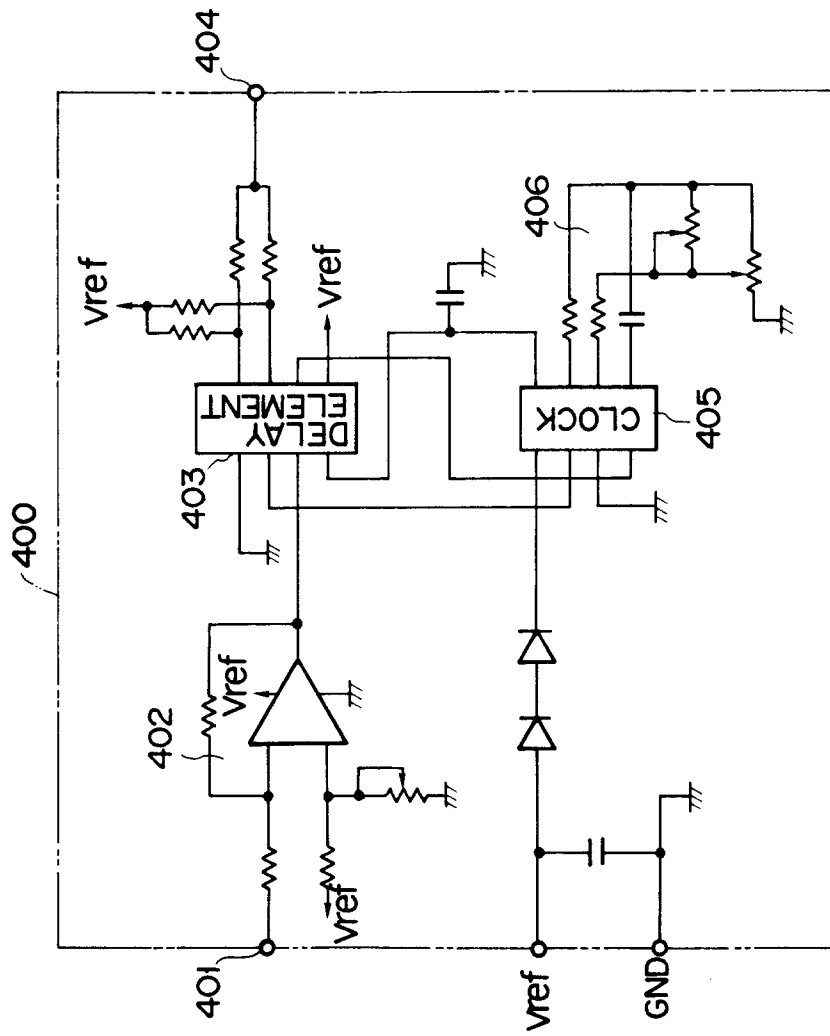 400
404
vref
vref
403
DELAY
ELEMENT
402
vref
vref
401
406
CLOCK
405
vref
GND